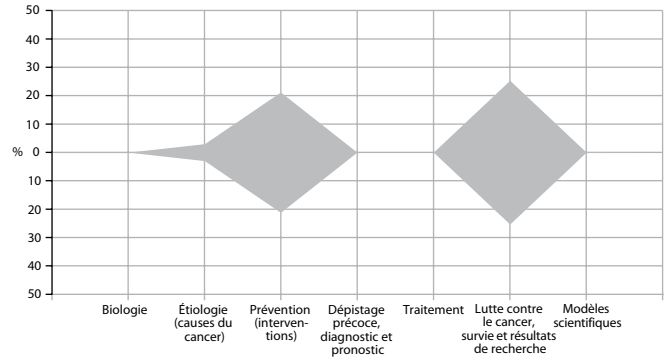 50
40
30
20
10
% 0
10
20
30
40
50
Biologie
Étiologie
(causes du
cancer)
Prévention
(interven-
tions)
Dépistage
précoce,
diagnostic et
pronostic
Traitement
Lutte contre
le cancer,
survie et résultats
de recherche
Modèles
scientifiques